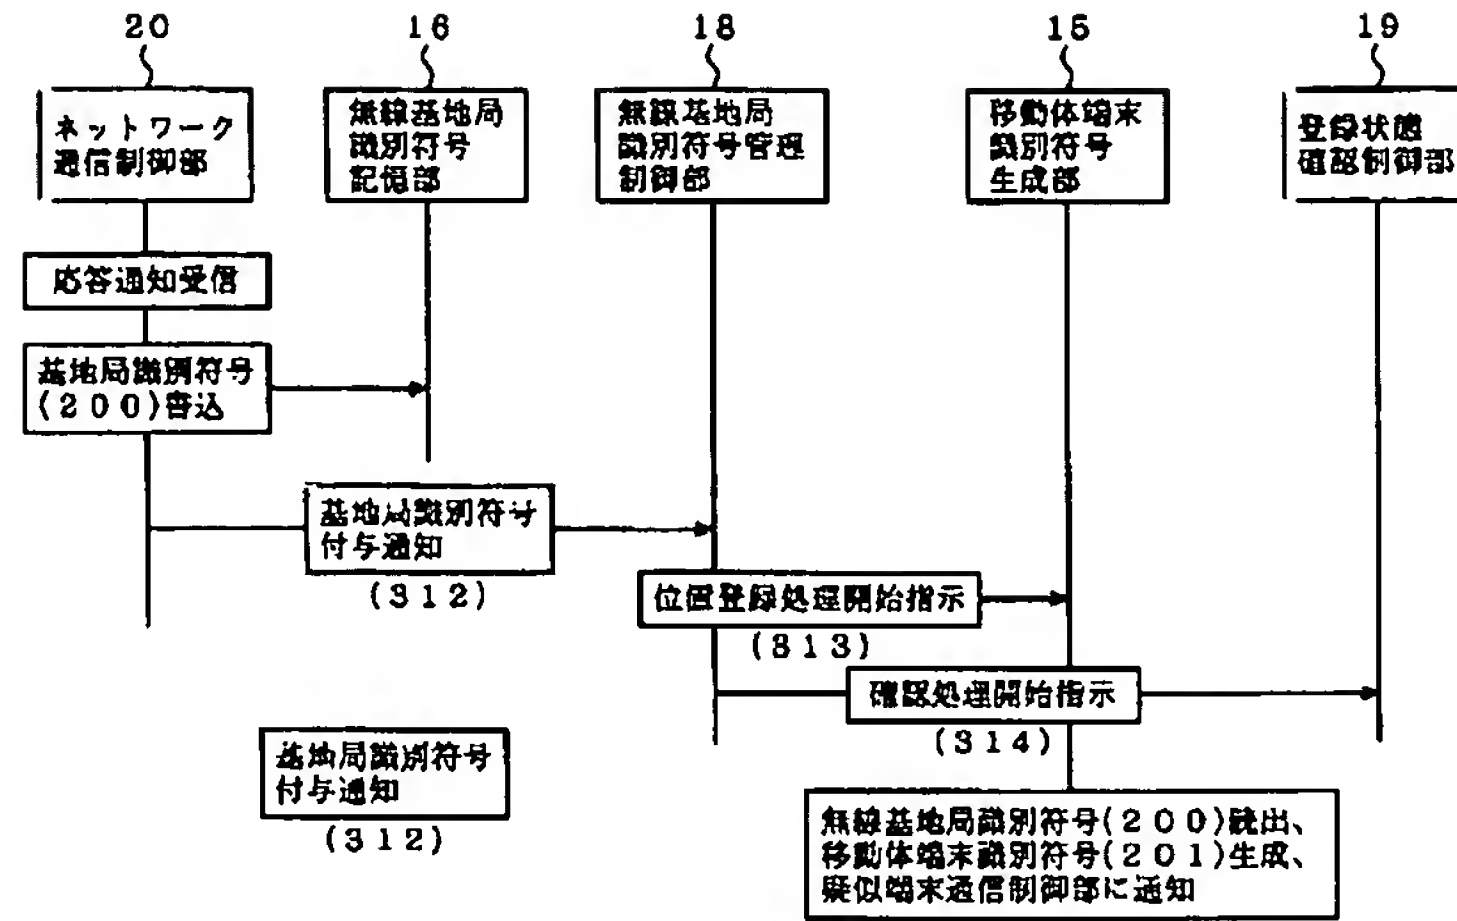 20
16
18
15
19
ネットワーク
通信制御部
無線基地局
識別符号
記憶部
無線基地局
識別符号管理
制御部
移動体端末
識別符号
生成部
登録状態
確認制御部
応答通知受信
基地局識別符号
(200)書込
基地局識別符号
付与通知
(312)
位置登録処理開始指示
(313)
確認処理開始指示
(314)
基地局識別符号
付与通知
(312)
無線基地局識別符号(200)読出、
移動体端末識別符号(201)生成、
疑似端末通信制御部に通知